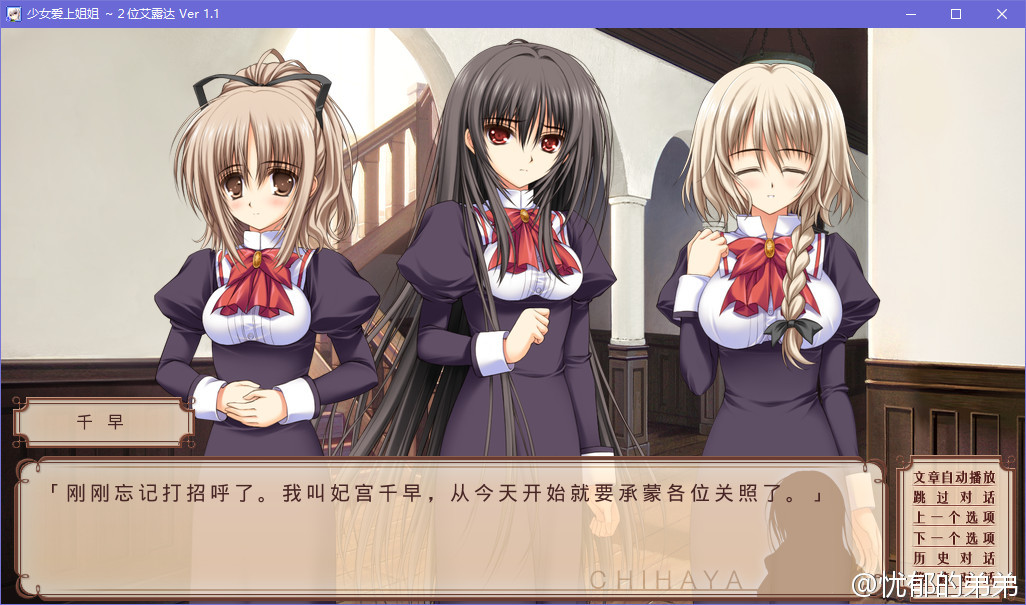 少女爱上姐姐 ~ 2 位艾露达 Ver 1.1
千早
「刚刚忘记打招呼了。我叫妃宫千早，从今天开始就要承蒙各位关照了。」
CHIHAYA
文章自动播放
跳过对话
上一个选项
下一个选项
历史对话
@忧郁的弟弟